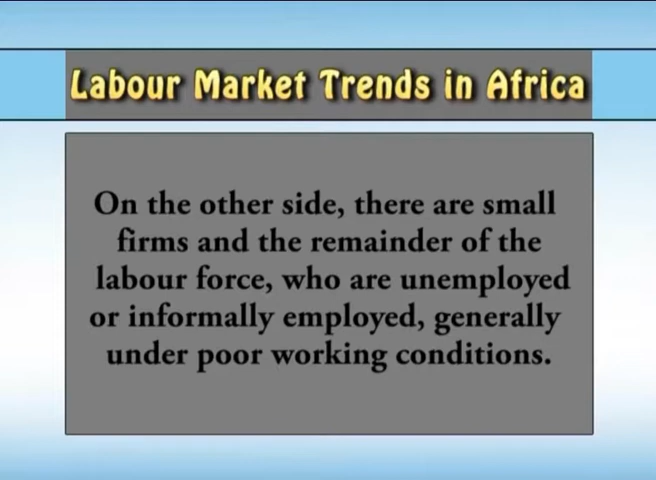 Labour Market Trends in Africa
On the other side, there are small
firms and the remainder of the
labour force, who are unemployed
or informally employed, generally
under poor working conditions.